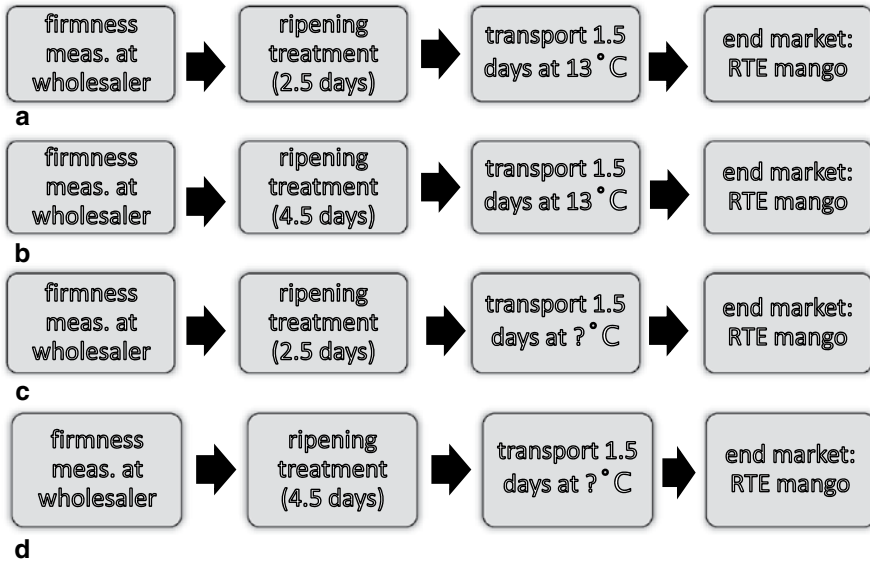 firmness
meas. at
wholesaler
ripening
treatment
(2.5 days)
transport 1.5
days at 13°C
end market:
RTE mango
a
firmness
meas. at
wholesaler
ripening
treatment
(4.5 days)
transport 1.5
days at 13°C
end market:
RTE mango
b
firmness
meas. at
wholesaler
ripening
treatment
(2.5 days)
transport 1.5
days at ?°C
end market:
RTE mango
c
firmness
meas. at
wholesaler
ripening
treatment
(4.5 days)
transport 1.5
days at ?°C
end market:
RTE mango
d